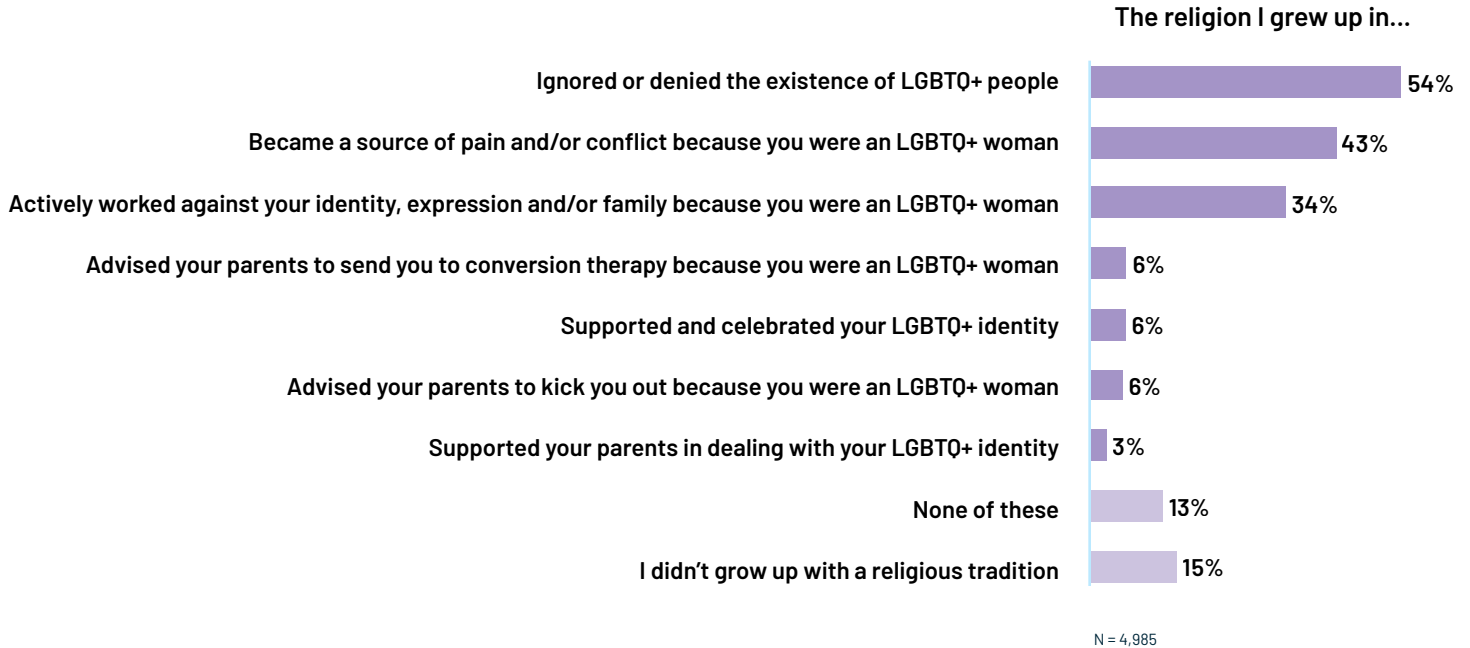 The religion I grew up in...
Ignored or denied the existence of LGBTQ+ people 54%
Became a source of pain and/or conflict because you were an LGBTQ+ woman 43%
Actively worked against your identity, expression and/or family because you were an LGBTQ+ woman 34%
Advised your parents to send you to conversion therapy because you were an LGBTQ+ woman 6%
Supported and celebrated your LGBTQ+ identity 6%
Advised your parents to kick you out because you were an LGBTQ+ woman 6%
Supported your parents in dealing with your LGBTQ+ identity 3%
None of these 13%
I didn’t grow up with a religious tradition 15%
N = 4,985